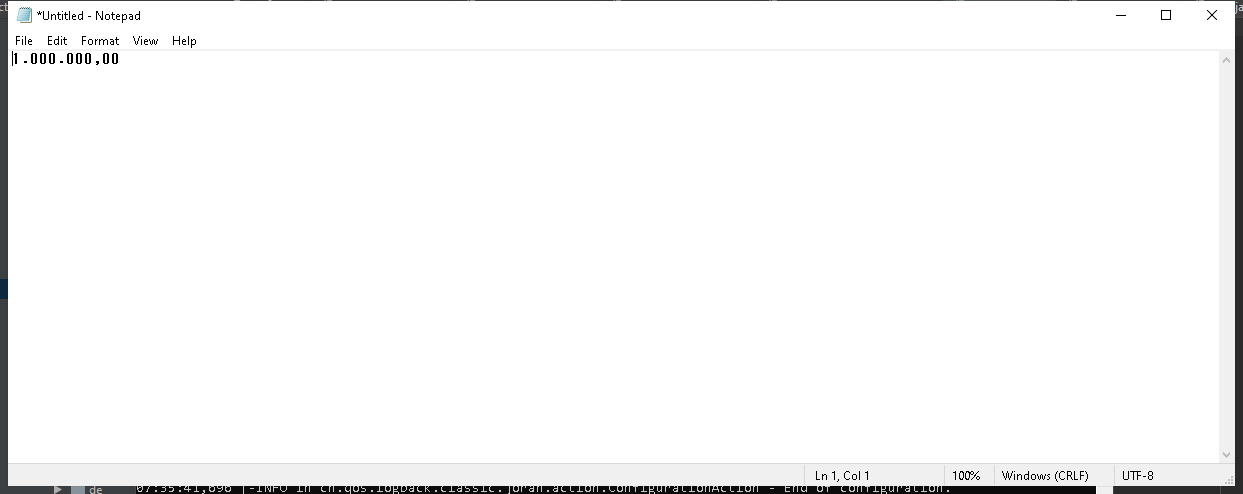 *Untitled - Notepad
File Edit Format View Help
1.000.000,00
Ln 1, Col 1 100% Windows (CRLF) UTF-8
de 07:35:41,696 |-INFO in ch.qos.logback.classic.joran.action.ConfigurationAction - End of configuration.